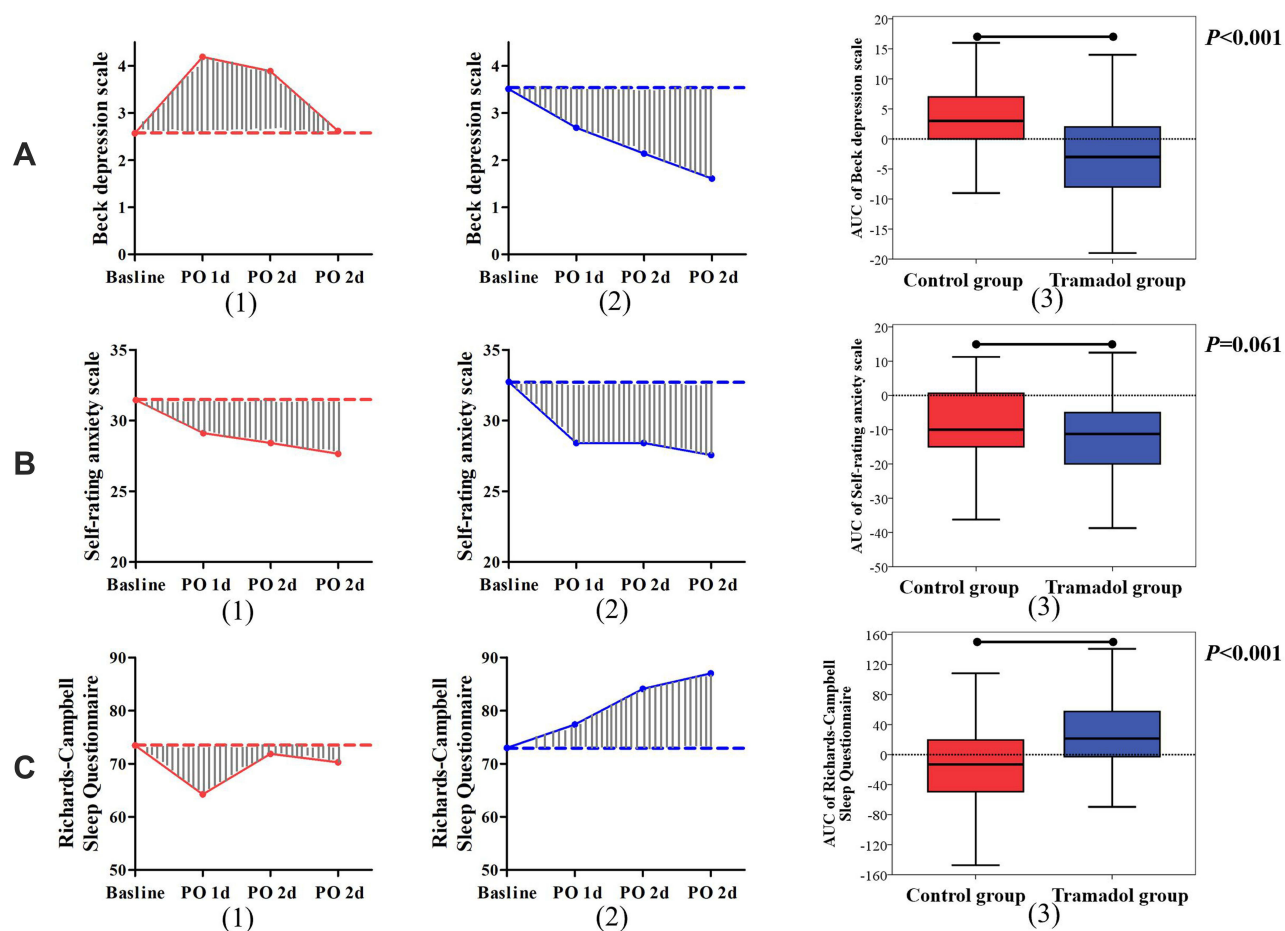 A
Beck depression scale
4
3
2
1
0
Basline PO 1d PO 2d PO 2d
(1)
Beck depression scale
4
3
2
1
0
Basline PO 1d PO 2d PO 2d
(2)
AUC of Beck depression scale
20
15
10
5
0
-5
-10
-15
-20
Control group Tramadol group
(3)
P<0.001
B
Self-rating anxiety scale
35
30
25
20
Basline PO 1d PO 2d PO 2d
(1)
Self-rating anxiety scale
35
30
25
20
Basline PO 1d PO 2d PO 2d
(2)
AUC of Self-rating anxiety scale
20
10
0
-10
-20
-30
-40
-50
Control group Tramadol group
(3)
P=0.061
C
Richards-Campbell
Sleep Questionnaire
90
80
70
60
50
Basline PO 1d PO 2d PO 2d
(1)
Richards-Campbell
Sleep Questionnaire
90
80
70
60
50
Basline PO 1d PO 2d PO 2d
(2)
AUC of Richards-Campbell
Sleep Questionnaire
160
120
80
40
0
-40
-80
-120
-160
Control group Tramadol group
(3)
P<0.001